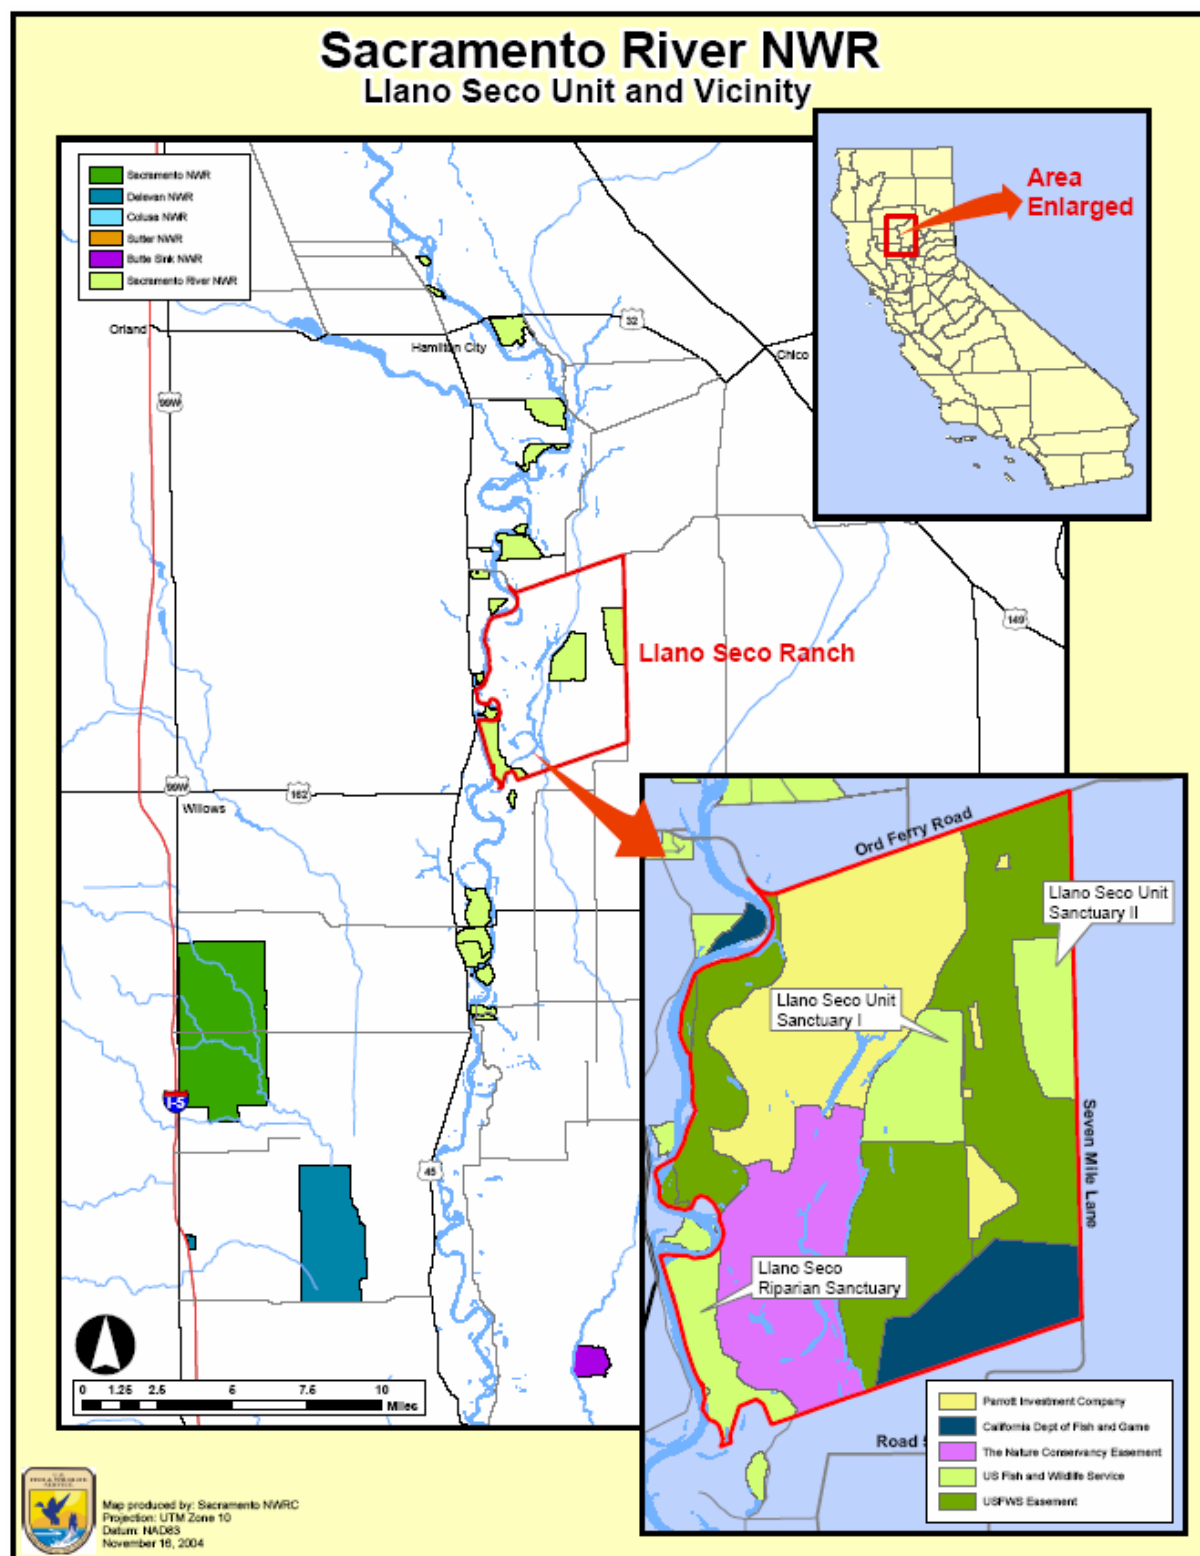 Sacramento River NWR
Llano Seco Unit and Vicinity
Sacramento NWR
Delevan NWR
Colusa NWR
Sutter NWR
Butte Sink NWR
Sacramento River NWR
Area
Enlarged
Orland
Hamilton City
32
Chico
99W
149
Llano Seco Ranch
99W
162
Willows
Ord Ferry Road
Llano Seco Unit
Sanctuary II
Llano Seco Unit
Sanctuary I
I-5
45
Seven Mile Lane
Llano Seco
Riparian Sanctuary
0 1.25 2.5 5 7.5 10
Miles
Parrott Investment Company
California Dept of Fish and Game
The Nature Conservancy Easement
US Fish and Wildlife Service
USFWS Easement
Road
U.S.
FISH & WILDLIFE
SERVICE
Map produced by: Sacramento NWRC
Projection: UTM Zone 10
Datum: NAD83
November 16, 2004